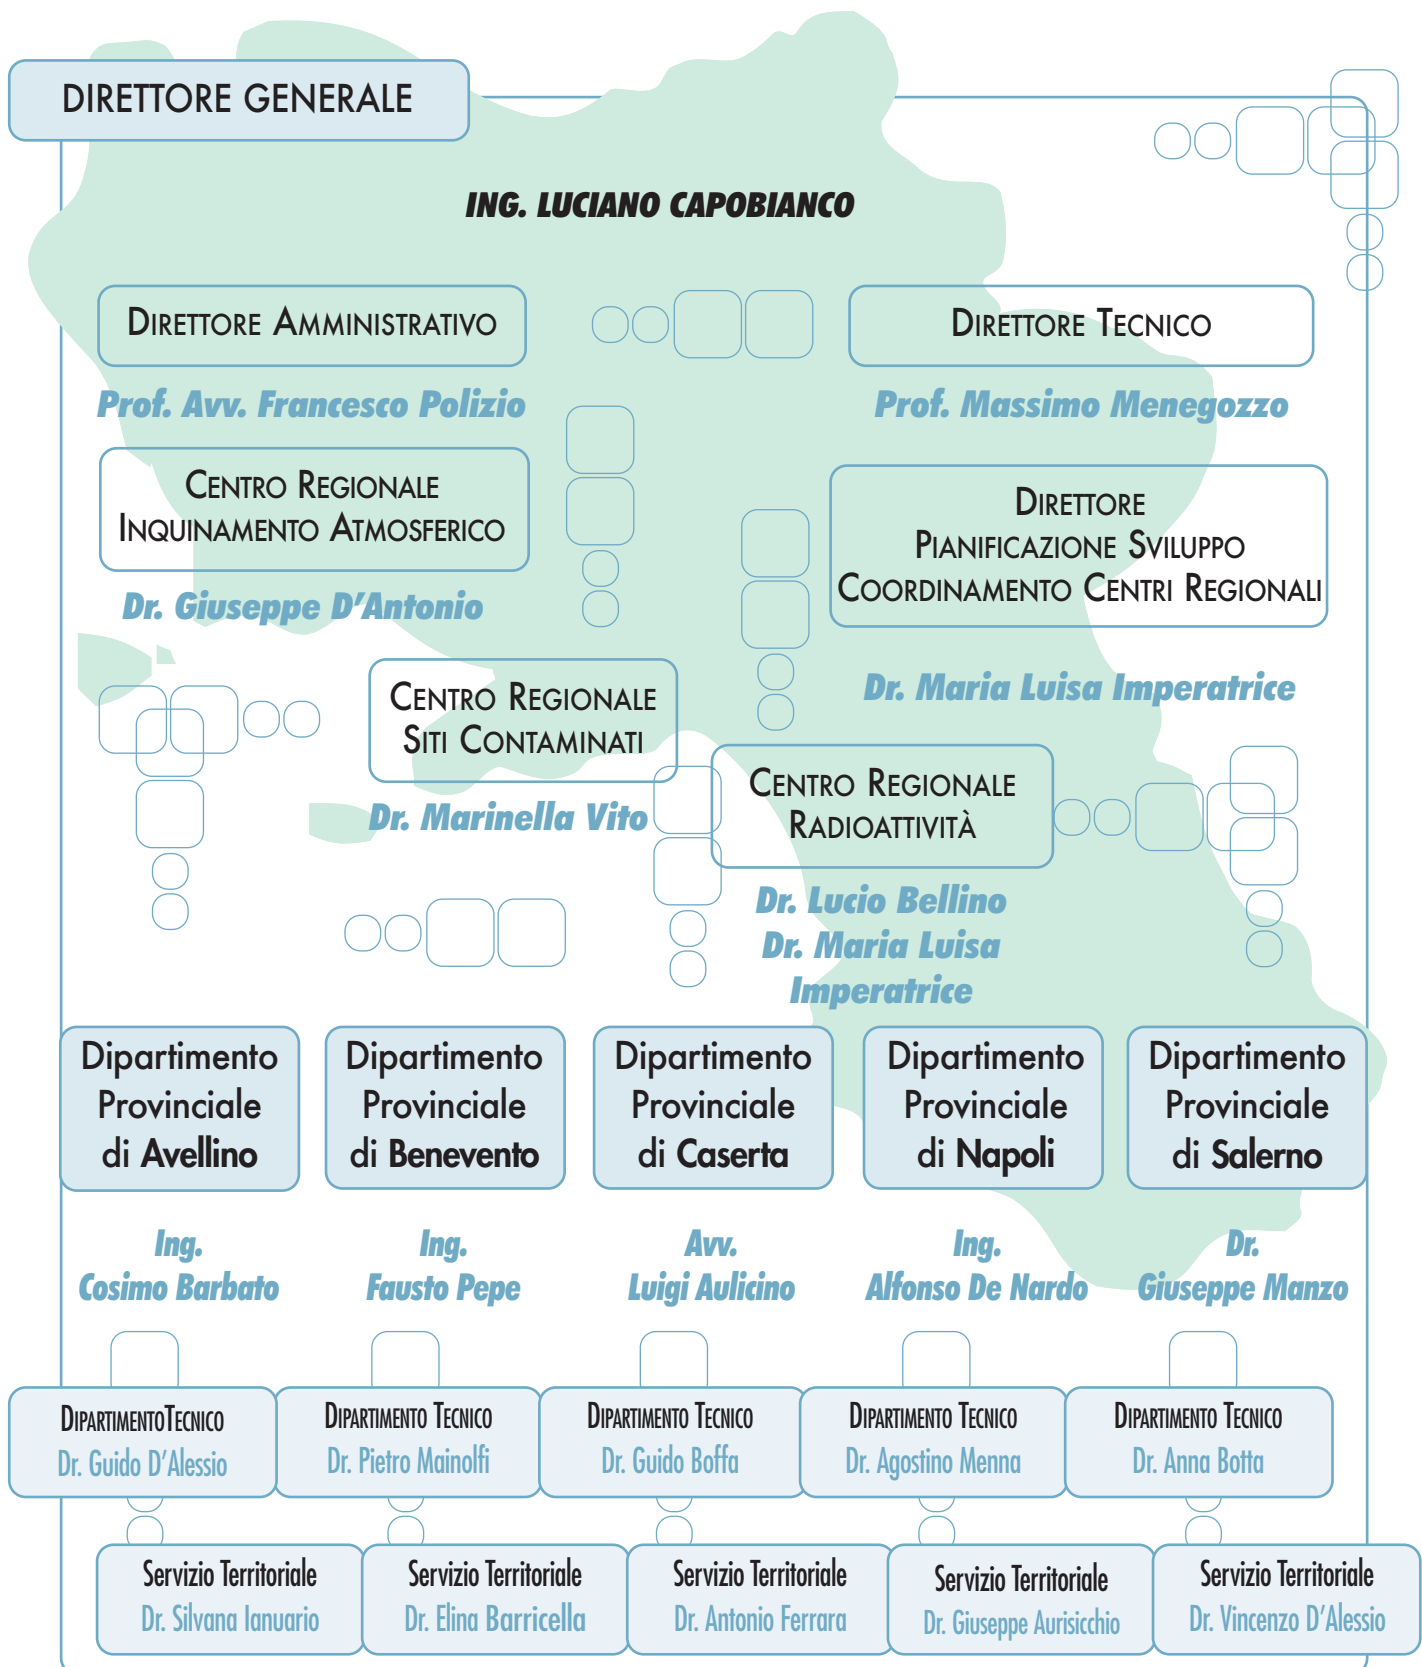 DIRETTORE GENERALE
ING. LUCIANO CAPOBIANCO
DIRETTORE AMMINISTRATIVO
Prof. Avv. Francesco Polizio
DIRETTORE TECNICO
Prof. Massimo Menegozzo
CENTRO REGIONALE
INQUINAMENTO ATMOSFERICO
Dr. Giuseppe D'Antonio
DIRETTORE
PIANIFICAZIONE SVILUPPO
COORDINAMENTO CENTRI REGIONALI
Dr. Maria Luisa Imperatrice
CENTRO REGIONALE
SITI CONTAMINATI
Dr. Marinella Vito
CENTRO REGIONALE
RADIOATTIVITÀ
Dr. Lucio Bellino
Dr. Maria Luisa
Imperatrice
Dipartimento
Provinciale
di Avellino
Ing.
Cosimo Barbato
Dipartimento
Provinciale
di Benevento
Ing.
Fausto Pepe
Dipartimento
Provinciale
di Caserta
Avv.
Luigi Aulicino
Dipartimento
Provinciale
di Napoli
Ing.
Alfonso De Nardo
Dipartimento
Provinciale
di Salerno
Dr.
Giuseppe Manzo
DIPARTIMENTOTECNICO
Dr. Guido D'Alessio
DIPARTIMENTO TECNICO
Dr. Pietro Mainolfi
DIPARTIMENTO TECNICO
Dr. Guido Boffa
DIPARTIMENTO TECNICO
Dr. Agostino Menna
DIPARTIMENTO TECNICO
Dr. Anna Botta
Servizio Territoriale
Dr. Silvana Ianuario
Servizio Territoriale
Dr. Elina Barricella
Servizio Territoriale
Dr. Antonio Ferrara
Servizio Territoriale
Dr. Giuseppe Aurisicchio
Servizio Territoriale
Dr. Vincenzo D'Alessio